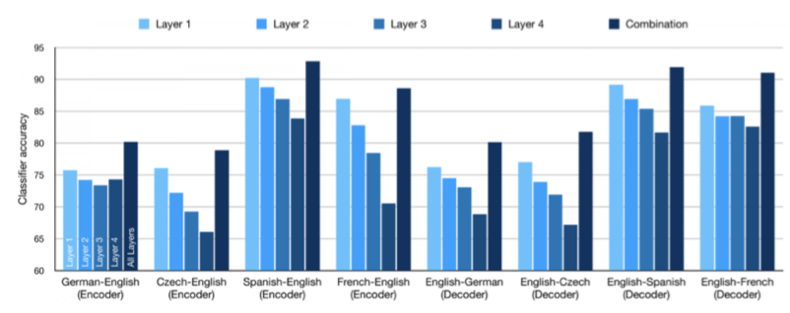 Layer 1 Layer 2 Layer 3 Layer 4 Combination
95
90
85
80
75
70
65
60
Classifier accuracy
Layer 1
Layer 2
Layer 3
Layer 4
All Layers
German-English Czech-English Spanish-English French-English English-German English-Czech English-Spanish English-French
(Encoder) (Encoder) (Encoder) (Encoder) (Decoder) (Decoder) (Decoder) (Decoder)